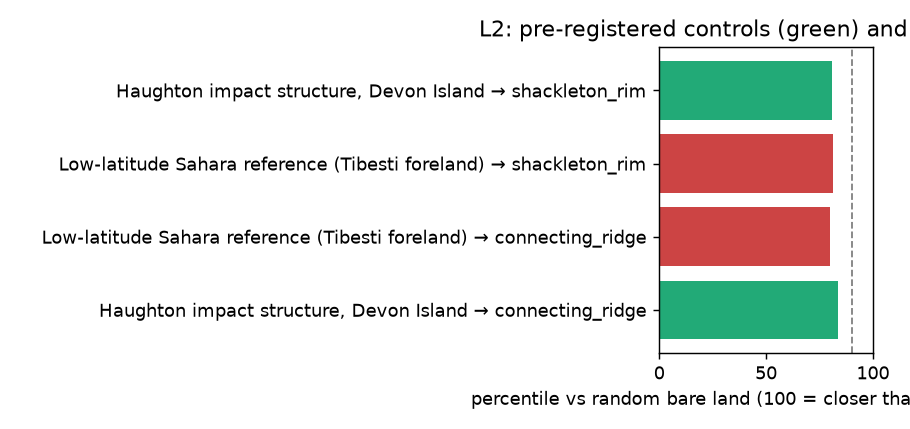 L2: pre-registered controls (green) and
Haughton impact structure, Devon Island → shackleton_rim
Low-latitude Sahara reference (Tibesti foreland) → shackleton_rim
Low-latitude Sahara reference (Tibesti foreland) → connecting_ridge
Haughton impact structure, Devon Island → connecting_ridge
0 50 100
percentile vs random bare land (100 = closer tha